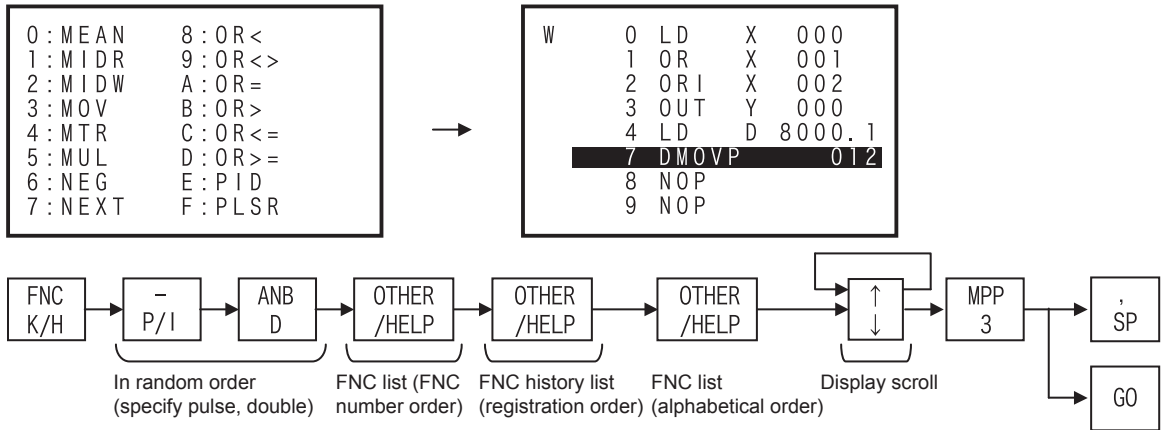 0:MEAN 8:OR<
1:MIDR 9:OR<>
2:MIDW A:OR=
3:MOV B:OR>
4:MTR C:OR<=
5:MUL D:OR>=
6:NEG E:PID
7:NEXT F:PLSR
→
W 0 LD X 000
1 OR X 001
2 ORI X 002
3 OUT Y 000
4 LD D 8000.1
7 DMOVP 012
8 NOP
9 NOP
FNC
K/H
–
P/I
ANB
D
OTHER
/HELP
OTHER
/HELP
OTHER
/HELP
↑
↓
MPP
3
,
SP
GO
In random order
(specify pulse, double)
FNC list (FNC
number order)
FNC history list
(registration order)
FNC list
(alphabetical order)
Display scroll